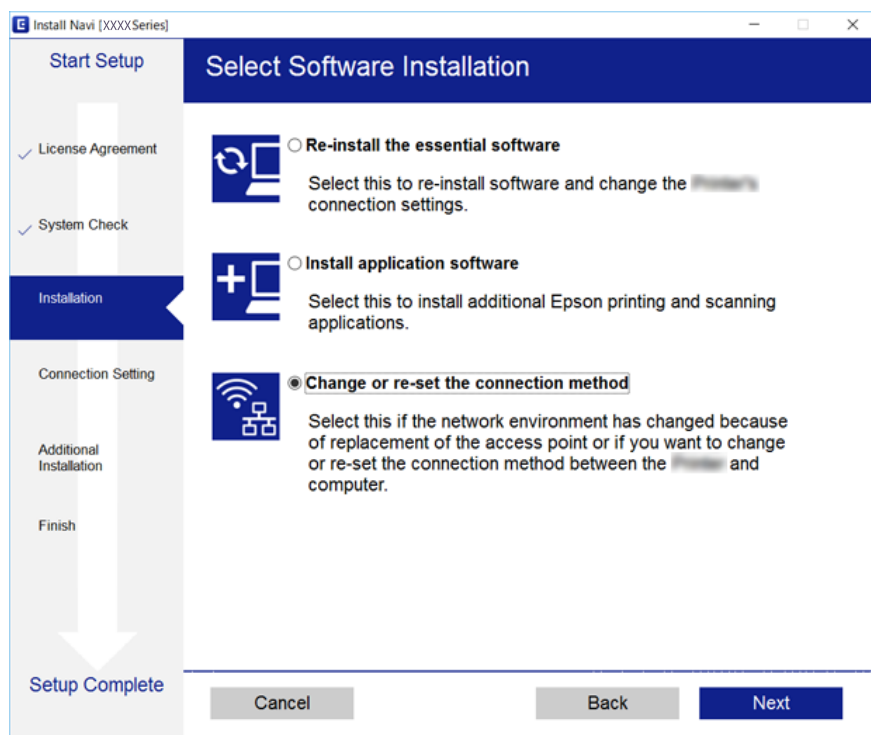 Install Navi [XXXX Series]
Start Setup
License Agreement
System Check
Installation
Connection Setting
Additional
Installation
Finish
Setup Complete
Select Software Installation
Re-install the essential software
Select this to re-install software and change the
connection settings.
Install application software
Select this to install additional Epson printing and scanning
applications.
Change or re-set the connection method
Select this if the network environment has changed because
of replacement of the access point or if you want to change
or re-set the connection method between the and
computer.
Cancel
Back
Next